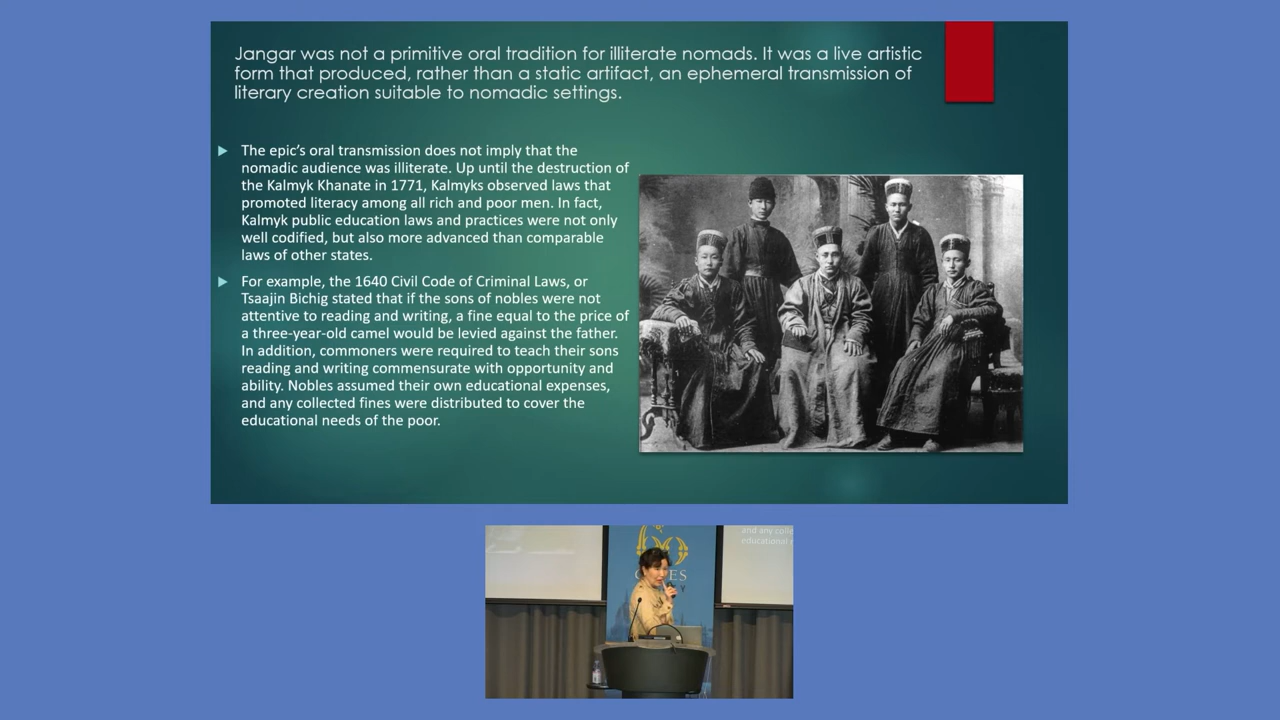 Jangar was not a primitive oral tradition for illiterate nomads. It was a live artistic
form that produced, rather than a static artifact, an ephemeral transmission of
literary creation suitable to nomadic settings.
The epic's oral transmission does not imply that the
nomadic audience was illiterate. Up until the destruction of
the Kalmyk Khanate in 1771, Kalmyks observed laws that
promoted literacy among all rich and poor men. In fact,
Kalmyk public education laws and practices were not only
well codified, but also more advanced than comparable
laws of other states.
For example, the 1640 Civil Code of Criminal Laws, or
Tsaajin Bichig stated that if the sons of nobles were not
attentive to reading and writing, a fine equal to the price of
a three-year-old camel would be levied against the father.
In addition, commoners were required to teach their sons
reading and writing commensurate with opportunity and
ability. Nobles assumed their own educational expenses,
and any collected fines were distributed to cover the
educational needs of the poor.
60
and any
educational